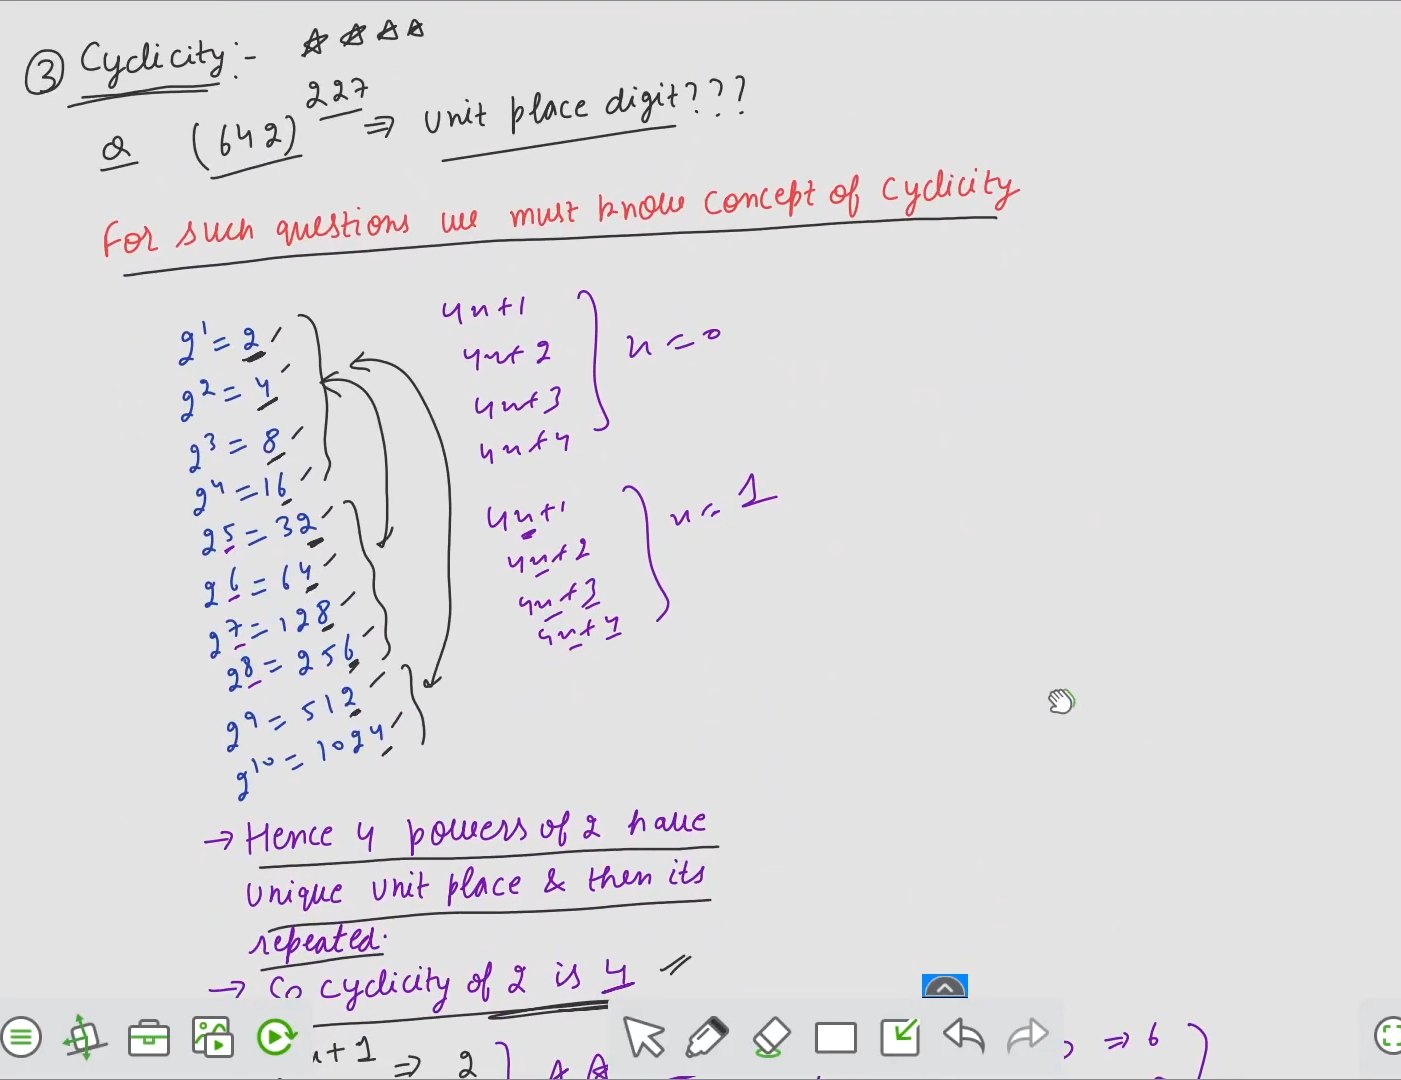 ③ Cyclicity:- ☆ ☆ ☆ ☆
Q (642)^227 ⇒ unit place digit???
For such questions we must know concept of cyclicity
2^1 = 2
2^2 = 4
2^3 = 8
2^4 = 16
2^5 = 32
2^6 = 64
2^7 = 128
2^8 = 256
2^9 = 512
2^10 = 1024
4n+1
4n+2
4n+3
4n+4
n = 0
4n+1
4n+2
4n+3
4n+4
n = 1
→ Hence 4 powers of 2 have
unique unit place & then its
repeated.
→ So cyclicity of 2 is 4
n+1 ⇒ 2
⇒ 6